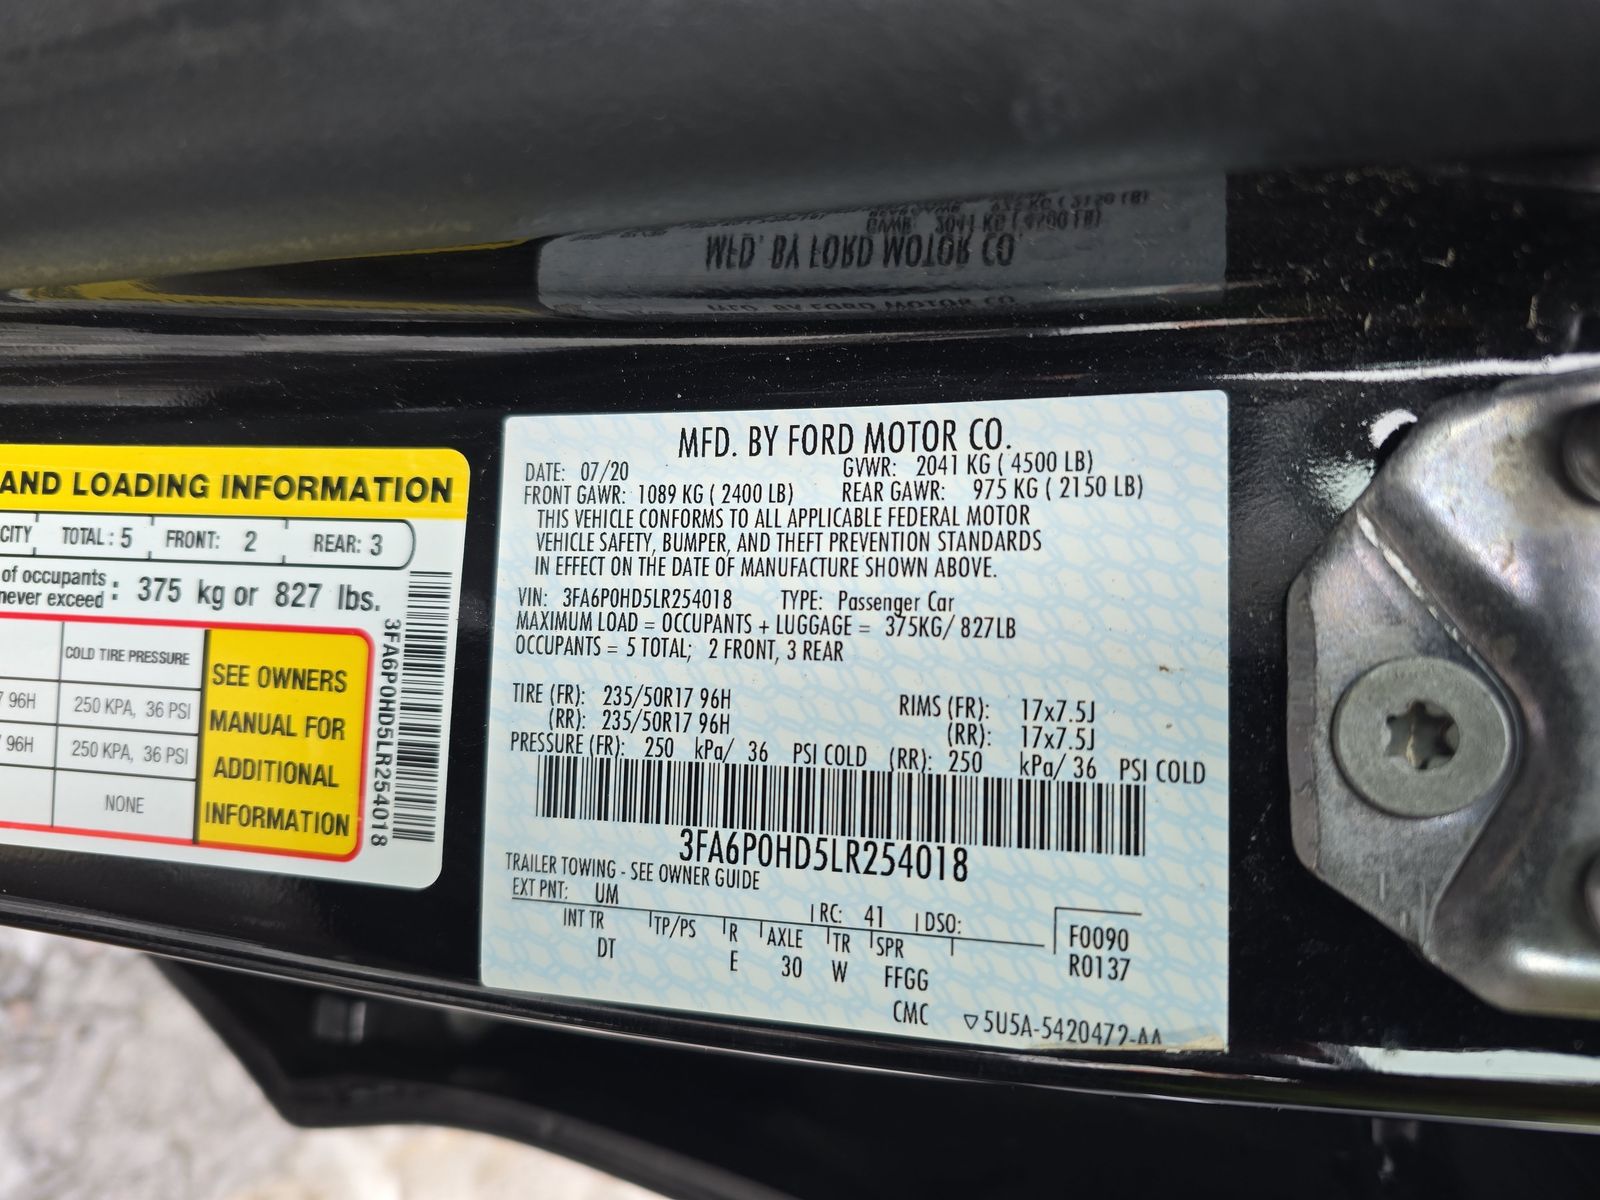 AND LOADING INFORMATION
CITY TOTAL: 5 FRONT: 2 REAR: 3
of occupants
never exceed : 375 kg or 827 lbs.
COLD TIRE PRESSURE
96H 250 KPA, 36 PSI
96H 250 KPA, 36 PSI
NONE
SEE OWNERS
MANUAL FOR
ADDITIONAL
INFORMATION
3FA6P0HD5LR254018
MFD. BY FORD MOTOR CO.
DATE: 07/20 GVWR: 2041 KG ( 4500 LB)
FRONT GAWR: 1089 KG ( 2400 LB) REAR GAWR: 975 KG ( 2150 LB)
THIS VEHICLE CONFORMS TO ALL APPLICABLE FEDERAL MOTOR
VEHICLE SAFETY, BUMPER, AND THEFT PREVENTION STANDARDS
IN EFFECT ON THE DATE OF MANUFACTURE SHOWN ABOVE.
VIN: 3FA6P0HD5LR254018 TYPE: Passenger Car
MAXIMUM LOAD = OCCUPANTS + LUGGAGE = 375KG/ 827LB
OCCUPANTS = 5 TOTAL; 2 FRONT, 3 REAR
TIRE (FR): 235/50R17 96H RIMS (FR): 17x7.5J
(RR): 235/50R17 96H (RR): 17x7.5J
PRESSURE (FR): 250 kPa/ 36 PSI COLD (RR): 250 kPa/ 36 PSI COLD
3FA6P0HD5LR254018
TRAILER TOWING - SEE OWNER GUIDE
EXT PNT: UM RC: 41 DSO:
INT TR TP/PS R AXLE TR SPR F0090
DT E 30 W FFGG R0137
CMC 5U5A-5420472-AA